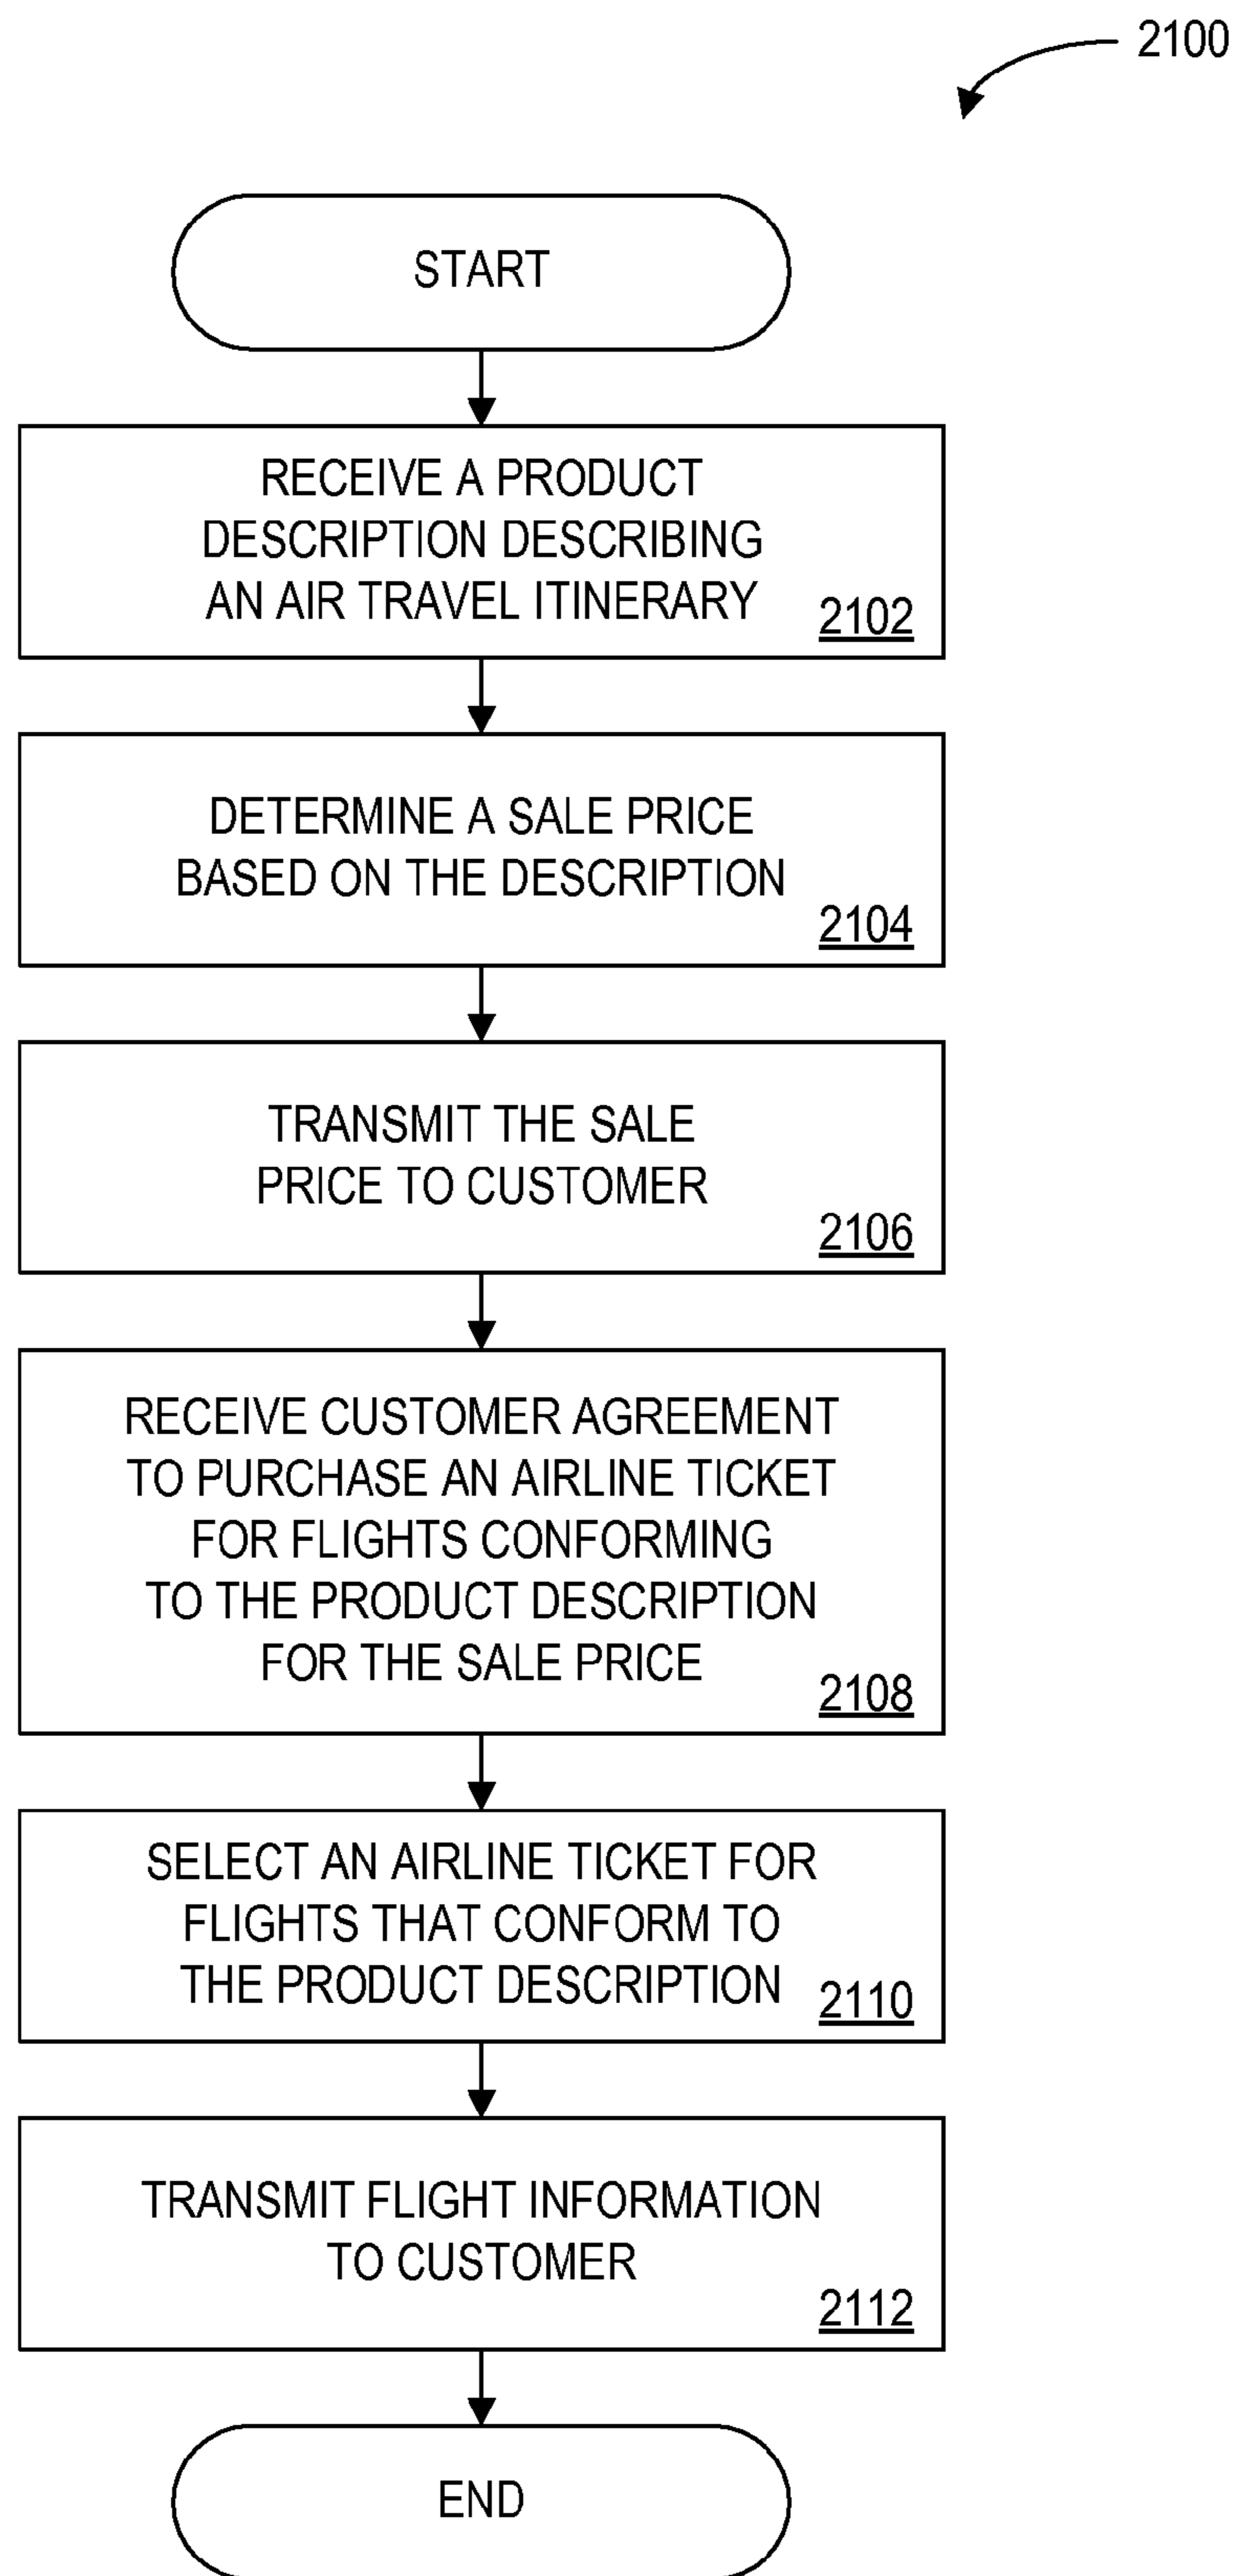 2100
START
RECEIVE A PRODUCT
DESCRIPTION DESCRIBING
AN AIR TRAVEL ITINERARY
2102
DETERMINE A SALE PRICE
BASED ON THE DESCRIPTION
2104
TRANSMIT THE SALE
PRICE TO CUSTOMER
2106
RECEIVE CUSTOMER AGREEMENT
TO PURCHASE AN AIRLINE TICKET
FOR FLIGHTS CONFORMING
TO THE PRODUCT DESCRIPTION
FOR THE SALE PRICE
2108
SELECT AN AIRLINE TICKET FOR
FLIGHTS THAT CONFORM TO
THE PRODUCT DESCRIPTION
2110
TRANSMIT FLIGHT INFORMATION
TO CUSTOMER
2112
END